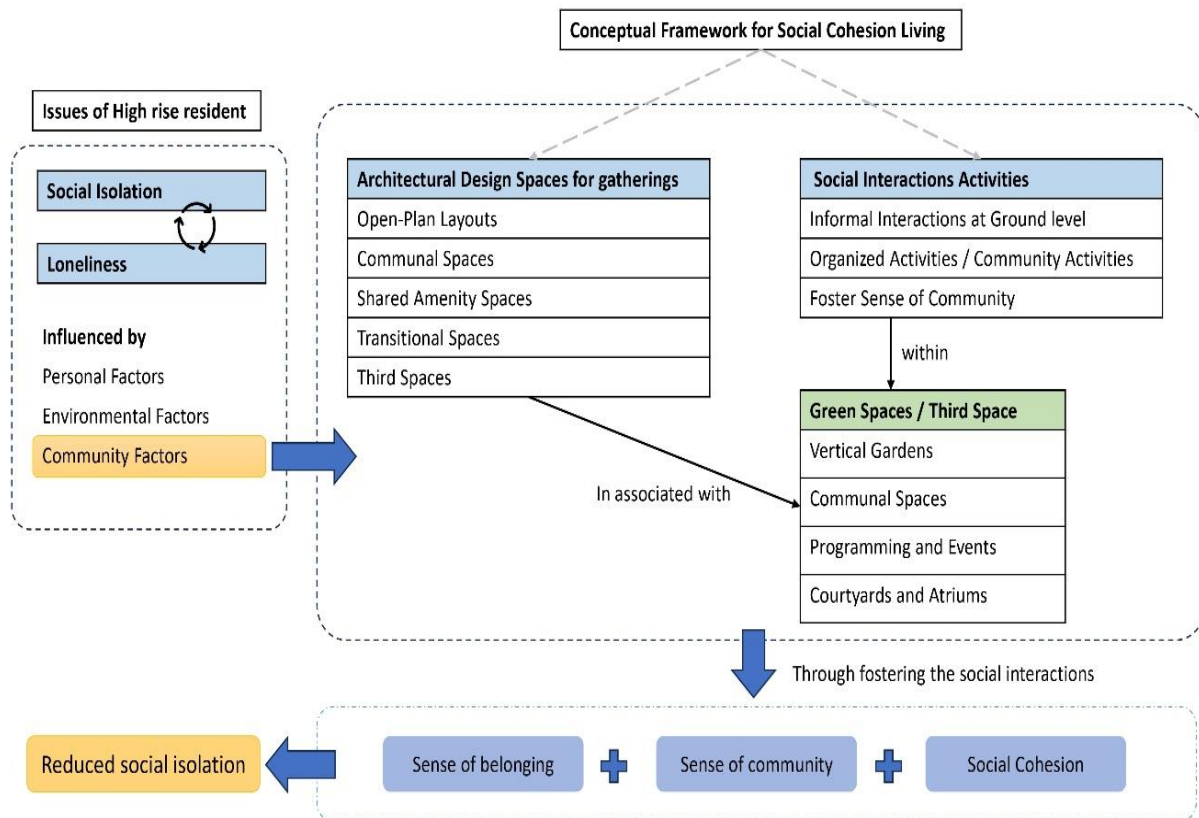 Conceptual Framework for Social Cohesion Living
Issues of High rise resident
Social Isolation
Loneliness
Influenced by
Personal Factors
Environmental Factors
Community Factors
Architectural Design Spaces for gatherings
Open-Plan Layouts
Communal Spaces
Shared Amenity Spaces
Transitional Spaces
Third Spaces
Social Interactions Activities
Informal Interactions at Ground level
Organized Activities / Community Activities
Foster Sense of Community
within
In associated with
Green Spaces / Third Space
Vertical Gardens
Communal Spaces
Programming and Events
Courtyards and Atriums
Through fostering the social interactions
Reduced social isolation
Sense of belonging
Sense of community
Social Cohesion